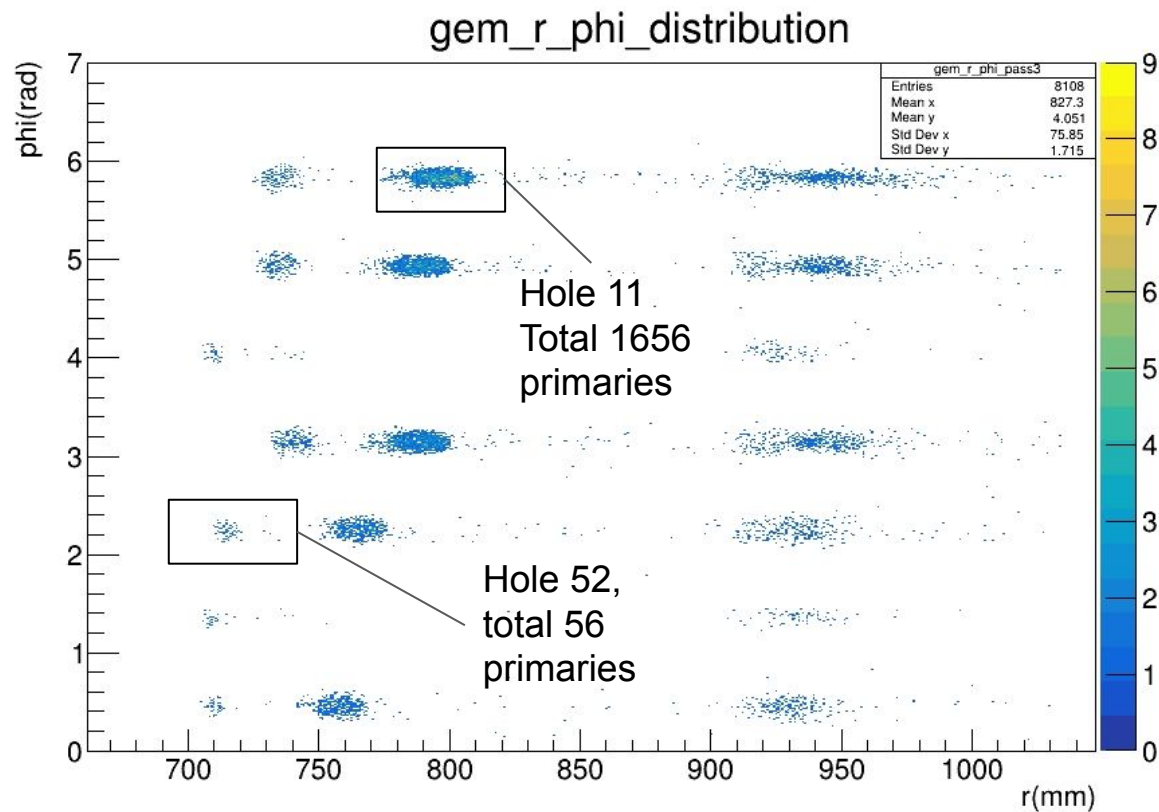 gem_r_phi_distribution
phi(rad)
7
6
5
4
3
2
1
0
gem_r_phi_pass3
Entries 8108
Mean x 827.3
Mean y 4.051
Std Dev x 75.85
Std Dev y 1.715
Hole 11
Total 1656
primaries
Hole 52,
total 56
primaries
9
8
7
6
5
4
3
2
1
0
700 750 800 850 900 950 1000
r(mm)